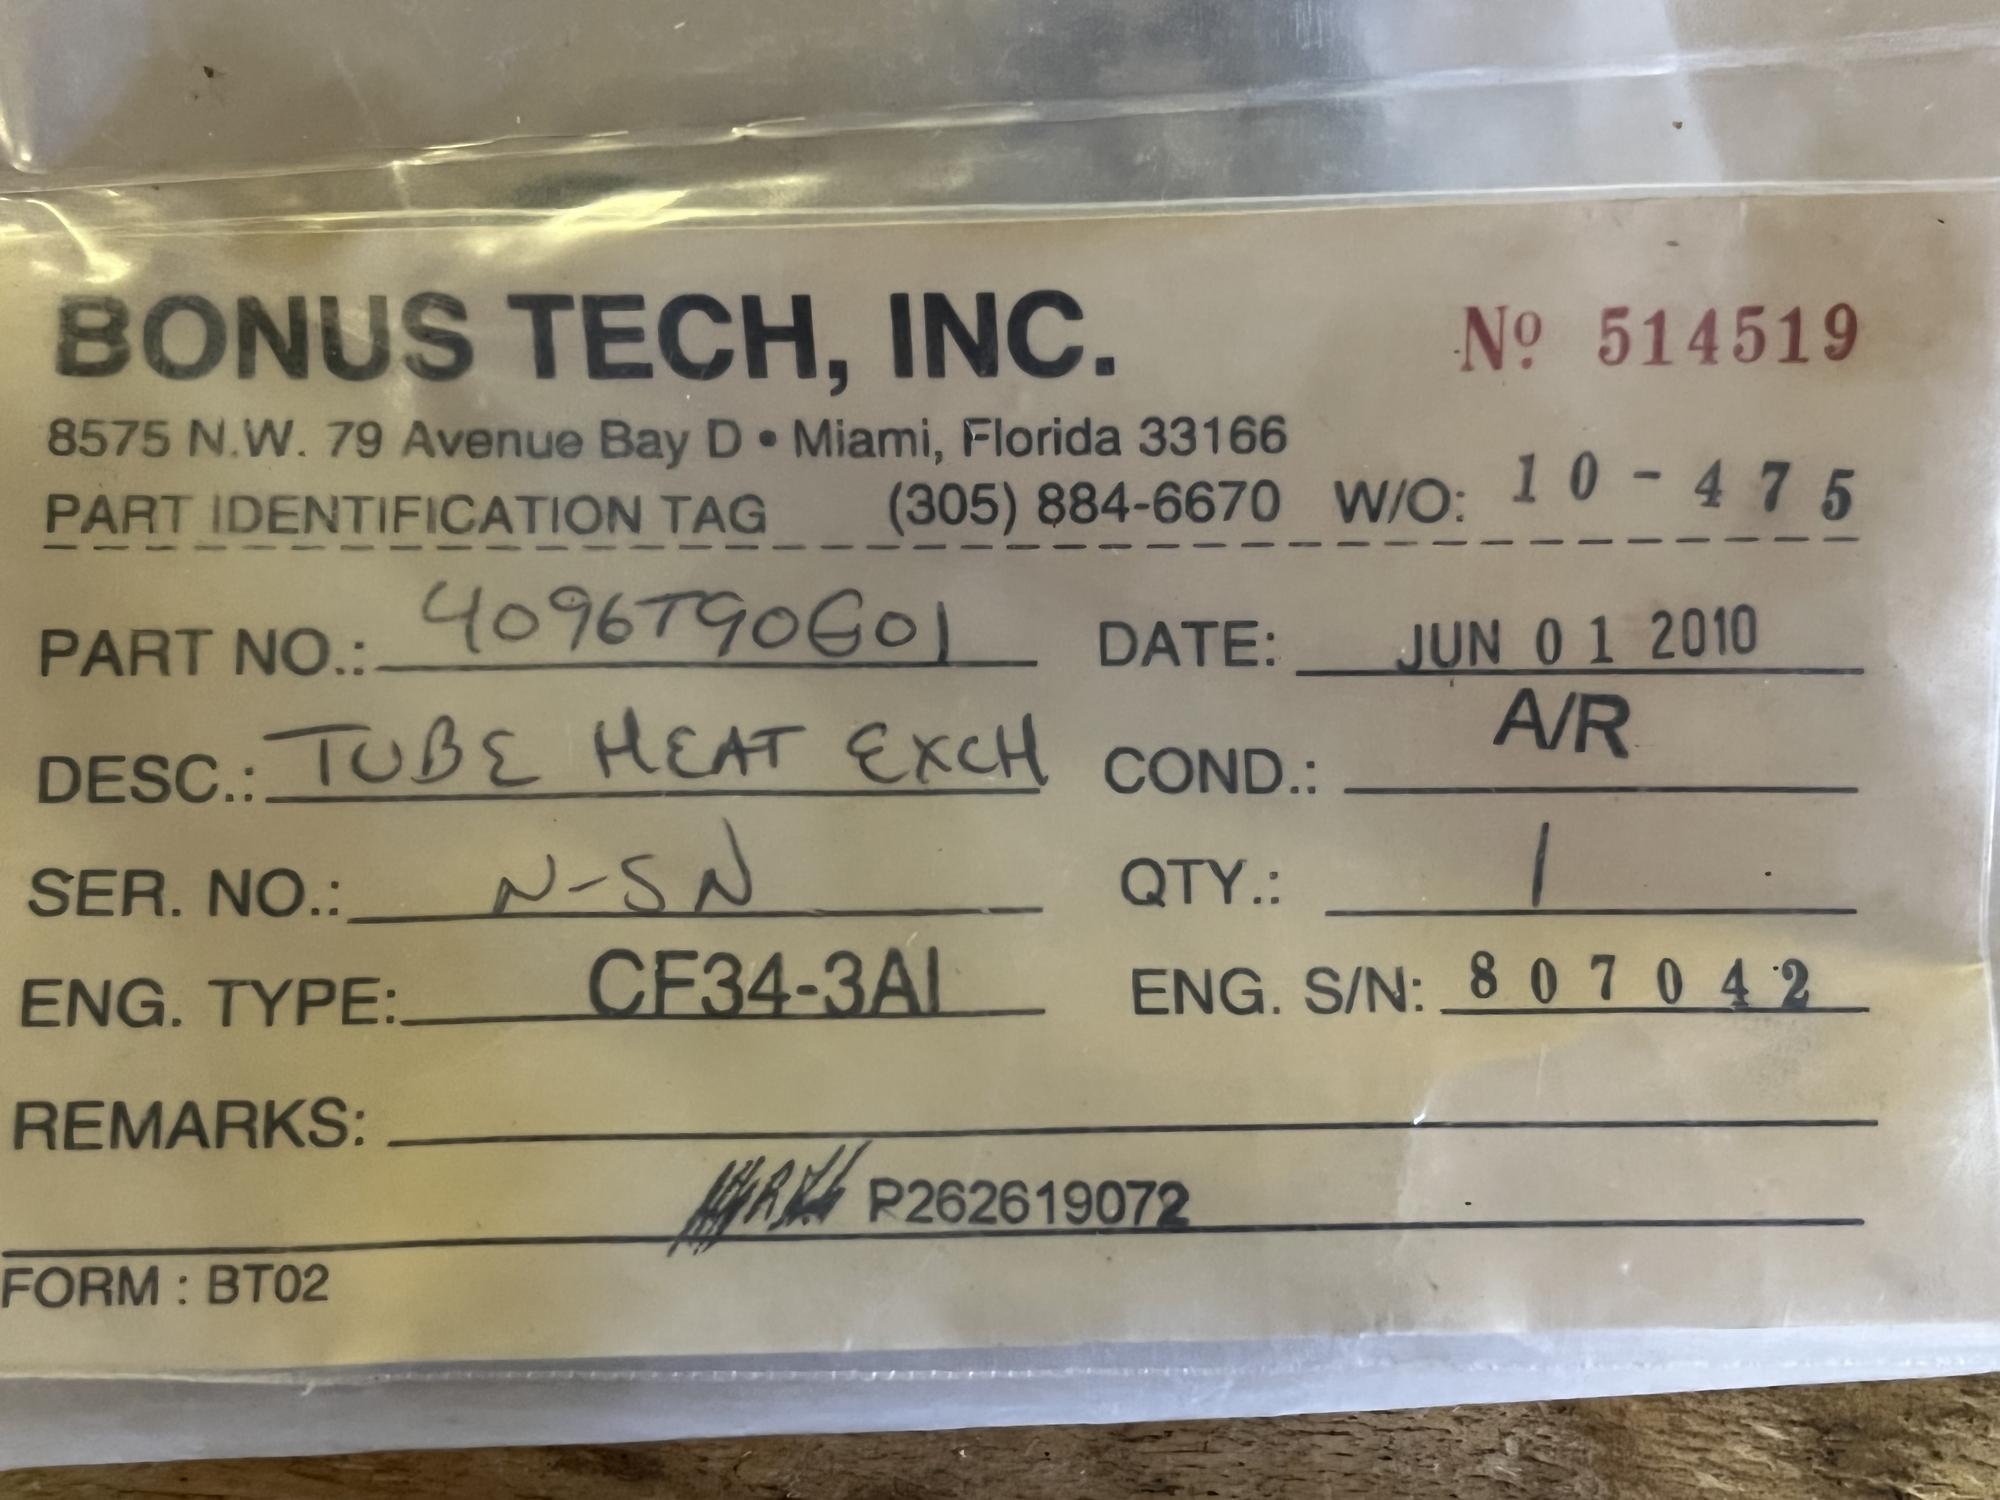 BONUS TECH, INC. Nº 514519
8575 N.W. 79 Avenue Bay D • Miami, Florida 33166
PART IDENTIFICATION TAG (305) 884-6670 W/O: 10-475
PART NO.: 4096T90G01 DATE: JUN 01 2010
DESC.: TUBE HEAT EXCH COND.: A/R
SER. NO.: N-SN QTY.: 1
ENG. TYPE: CF34-3A1 ENG. S/N: 807042
REMARKS:
P262619072
FORM : BT02